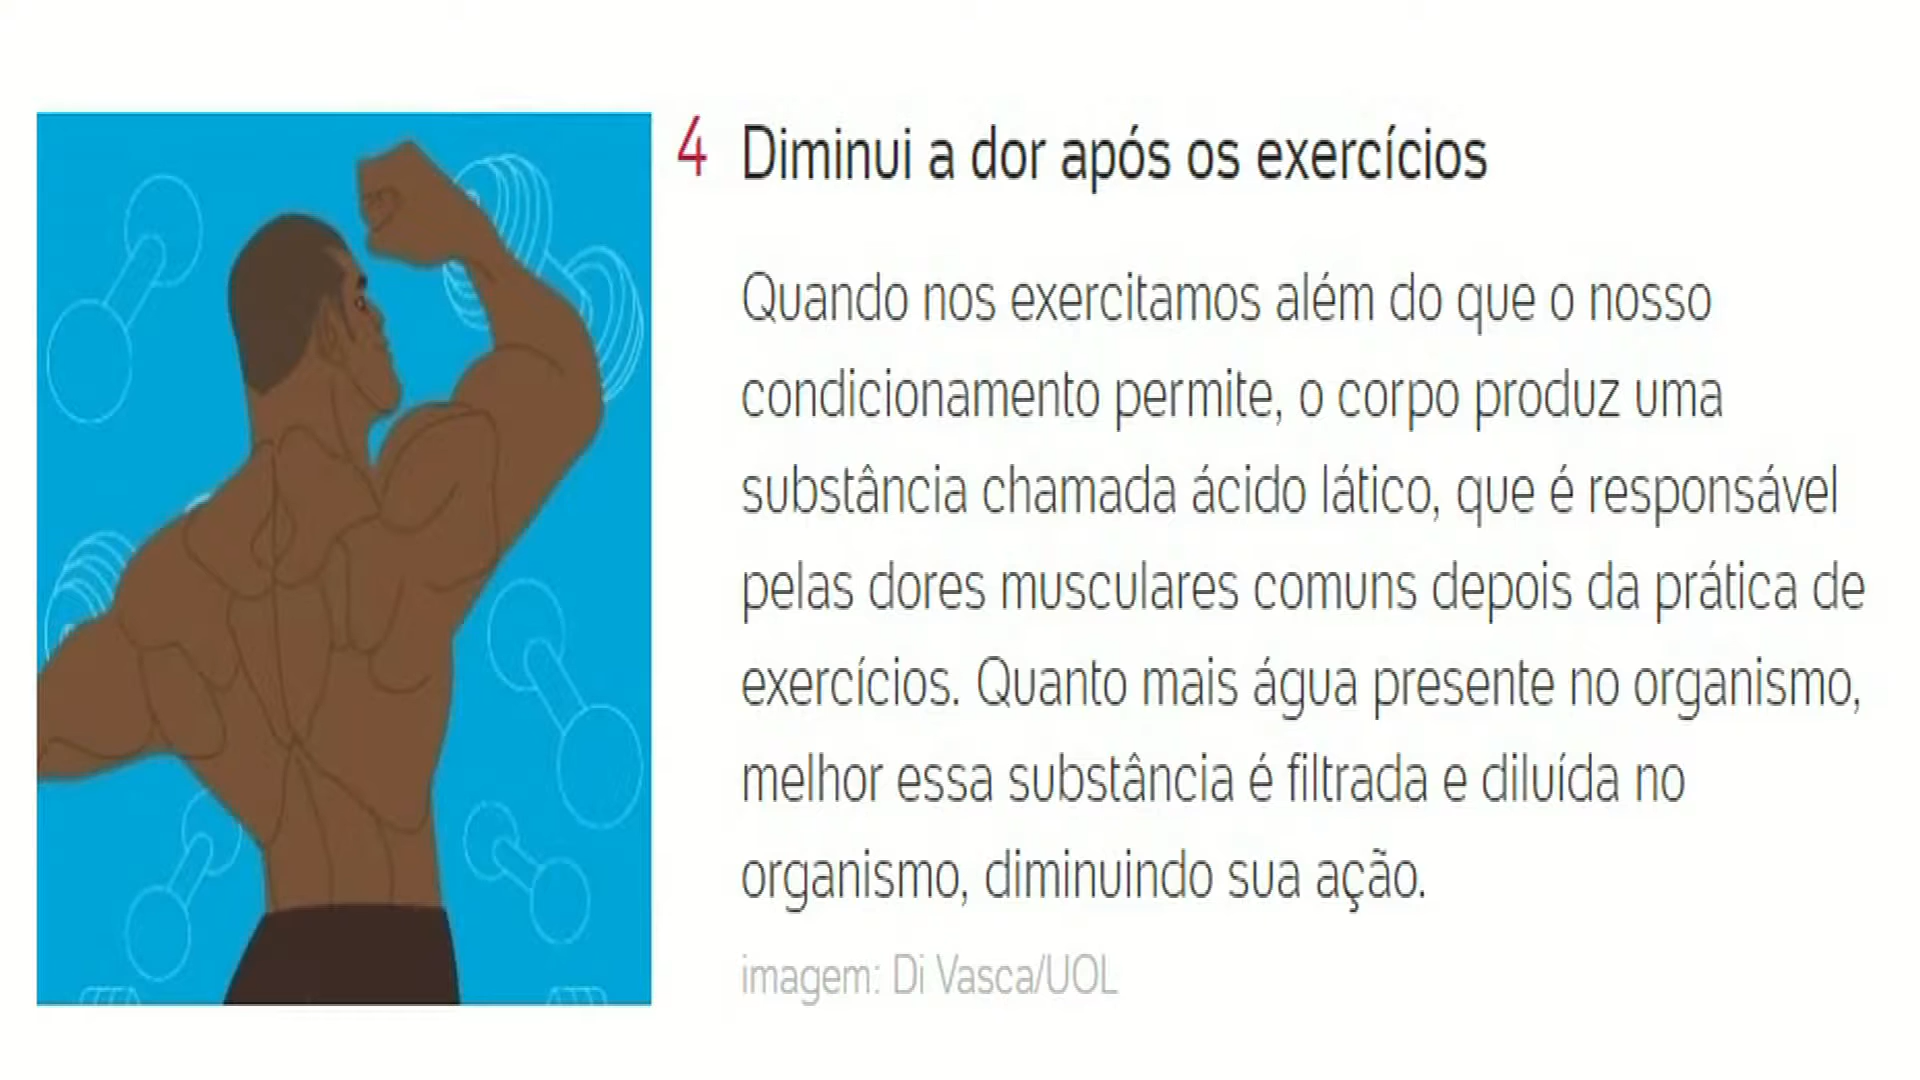 4 Diminui a dor após os exercícios
Quando nos exercitamos além do que o nosso
condicionamento permite, o corpo produz uma
substância chamada ácido lático, que é responsável
pelas dores musculares comuns depois da prática de
exercícios. Quanto mais água presente no organismo,
melhor essa substância é filtrada e diluída no
organismo, diminuindo sua ação.
imagem: Di Vasca/UOL